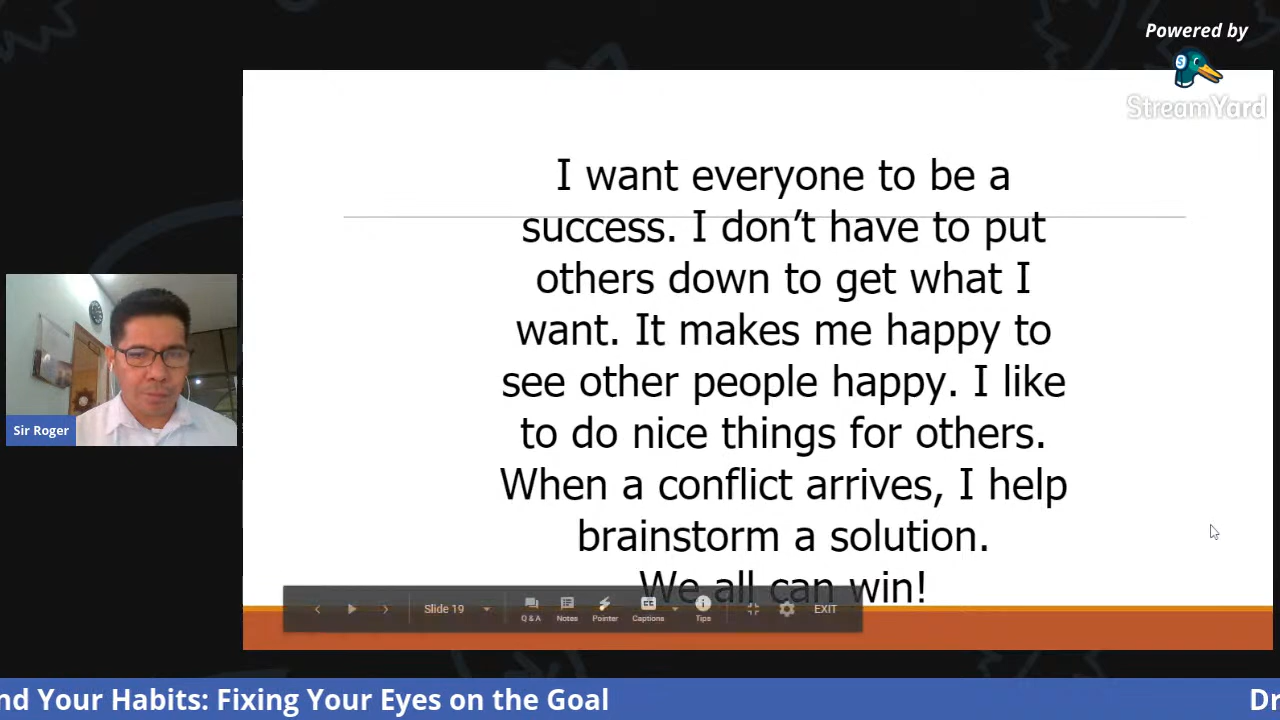 Powered by
StreamYard
I want everyone to be a
success. I don’t have to put
others down to get what I
want. It makes me happy to
see other people happy. I like
to do nice things for others.
When a conflict arrives, I help
brainstorm a solution.
We all can win!
Sir Roger
Slide 19
Q & A
Notes
Pointer
Captions
Tips
EXIT
nd Your Habits: Fixing Your Eyes on the Goal
Dr